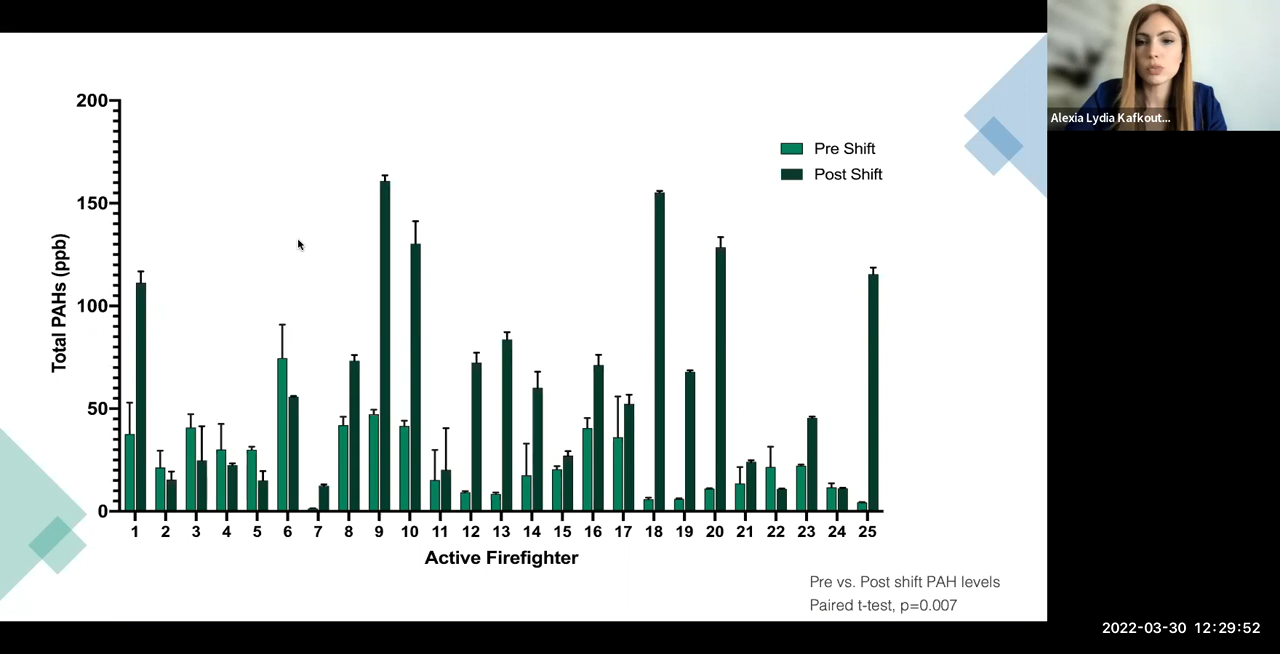 Alexia Lydia Kafkout...
200
150
100
50
0
Total PAHs (ppb)
Pre Shift
Post Shift
1 2 3 4 5 6 7 8 9 10 11 12 13 14 15 16 17 18 19 20 21 22 23 24 25
Active Firefighter
Pre vs. Post shift PAH levels
Paired t-test, p=0.007
2022-03-30 12:29:52